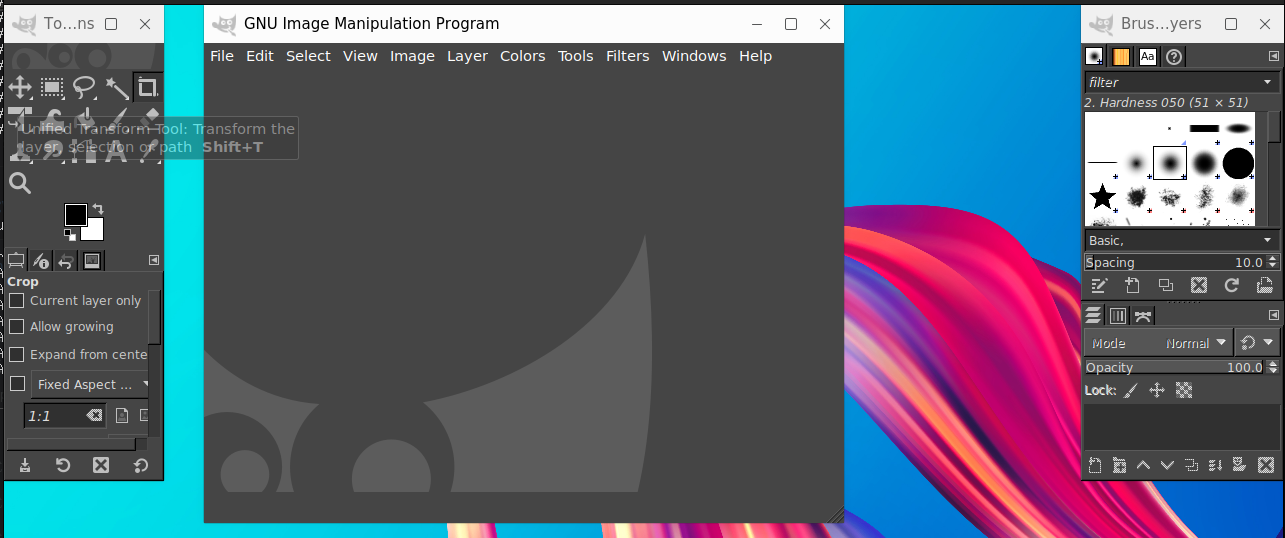 To...ns
GNU Image Manipulation Program
Brus...yers
File Edit Select View Image Layer Colors Tools Filters Windows Help
Unified Transform Tool: Transform the
layer, selection or path Shift+T
Crop
Current layer only
Allow growing
Expand from cente
Fixed Aspect ...
1:1
Aa
filter
2. Hardness 050 (51 × 51)
Basic,
Spacing 10.0
Mode Normal
Opacity 100.0
Lock: